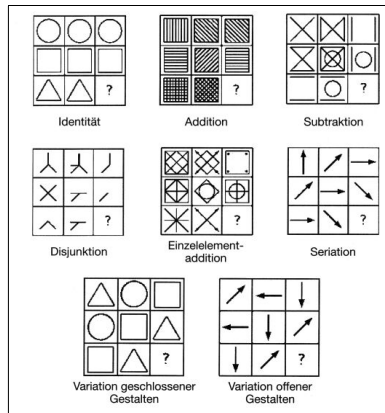 ?
?
?
Identität
Addition
Subtraktion
?
?
?
Disjunktion
Einzelelement-
addition
Seriation
?
?
Variation geschlossener
Gestalten
Variation offener
Gestalten